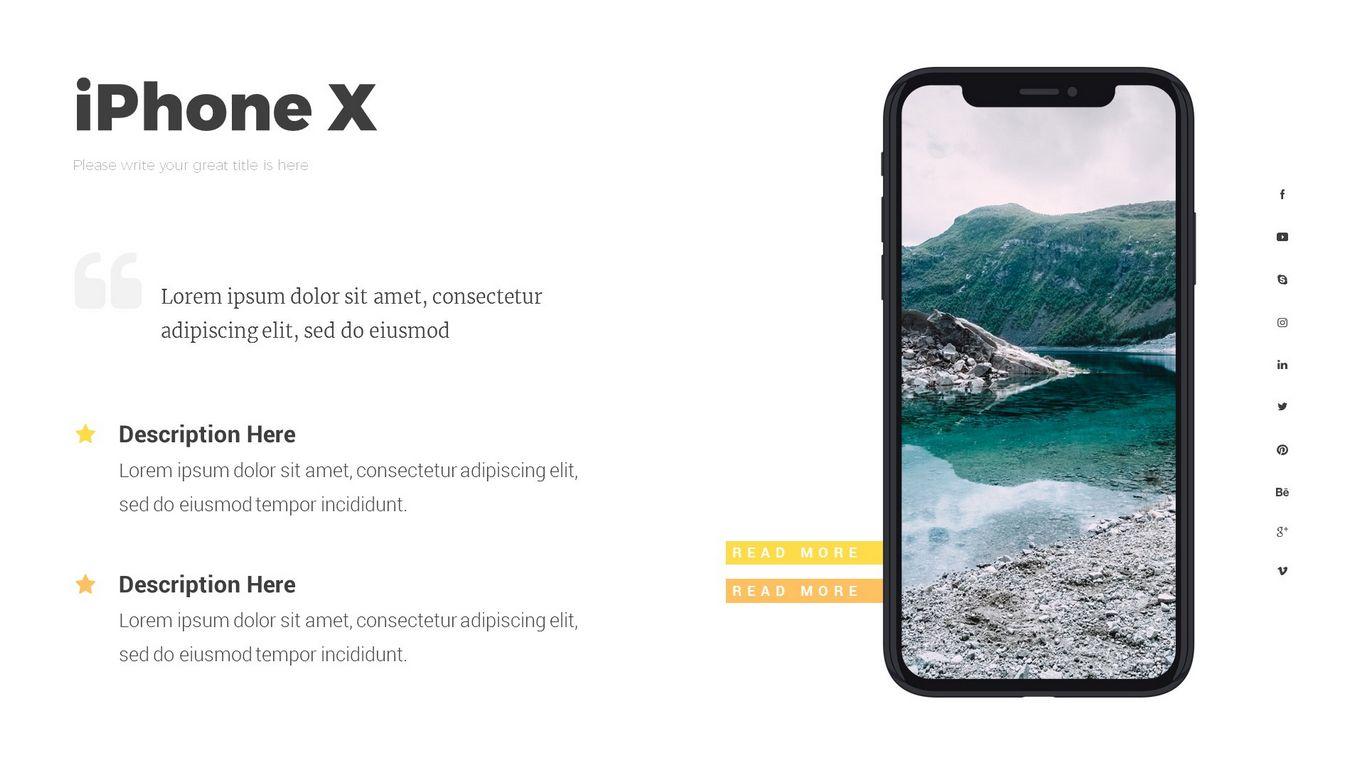 iPhone X
Please write your great title is here
Lorem ipsum dolor sit amet, consectetur
adipiscing elit, sed do eiusmod
Description Here
Lorem ipsum dolor sit amet, consectetur adipiscing elit,
sed do eiusmod tempor incididunt.
Description Here
Lorem ipsum dolor sit amet, consectetur adipiscing elit,
sed do eiusmod tempor incididunt.
READ MORE
READ MORE